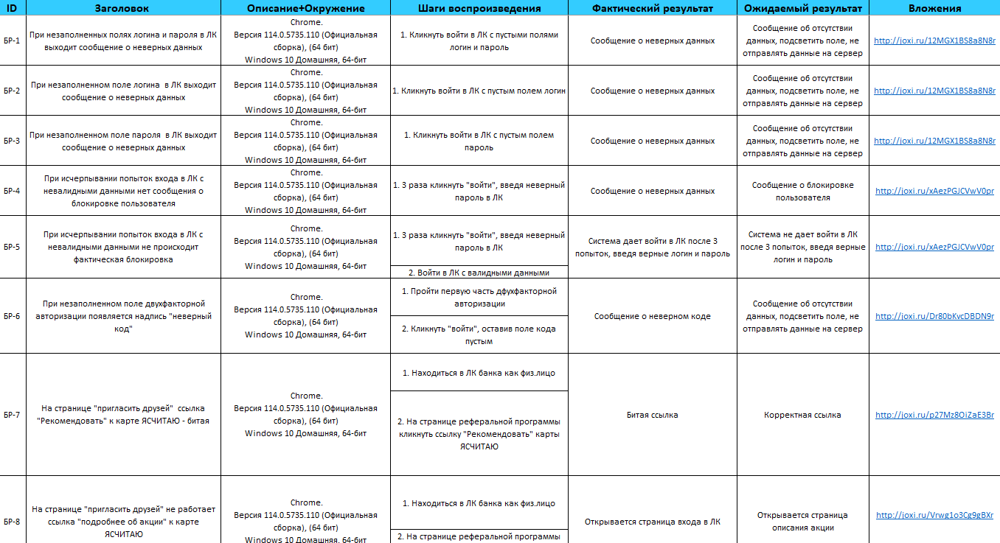 ID Заголовок Описание+Окружение Шаги воспроизведения Фактический результат Ожидаемый результат Вложения
БР-1
При незаполненных полях логина и пароля в ЛК
выходит сообщение о неверных данных
Chrome.
Версия 114.0.5735.110 (Официальная
сборка), (64 бит)
Windows 10 Домашняя, 64-бит
1. Кликнуть войти в ЛК с пустыми полями
логин и пароль
Сообщение о неверных данных
Сообщение об отсутствии
данных, подсветить поле, не
отправлять данные на сервер
http://joxi.ru/12MGX1BS8a8N8r
БР-2
При незаполненном поле логина в ЛК выходит
сообщение о неверных данных
Chrome.
Версия 114.0.5735.110 (Официальная
сборка), (64 бит)
Windows 10 Домашняя, 64-бит
1. Кликнуть войти в ЛК с пустым полем логин
Сообщение о неверных данных
Сообщение об отсутствии
данных, подсветить поле, не
отправлять данные на сервер
http://joxi.ru/12MGX1BS8a8N8r
БР-3
При незаполненном поле пароля в ЛК выходит
сообщение о неверных данных
Chrome.
Версия 114.0.5735.110 (Официальная
сборка), (64 бит)
Windows 10 Домашняя, 64-бит
1. Кликнуть войти в ЛК с пустым полем
пароль
Сообщение о неверных данных
Сообщение об отсутствии
данных, подсветить поле, не
отправлять данные на сервер
http://joxi.ru/12MGX1BS8a8N8r
БР-4
При исчерпывании попыток входа в ЛК с
невалидными данными нет сообщения о
блокировке пользователя
Chrome.
Версия 114.0.5735.110 (Официальная
сборка), (64 бит)
Windows 10 Домашняя, 64-бит
1. 3 раза кликнуть "войти", введя неверный
пароль в ЛК
Сообщение о неверных данных
Сообщение о блокировке
пользователя
http://joxi.ru/xAezPGJCVwV0pr
БР-5
При исчерпывании попыток входа в ЛК с
невалидными данными не происходит
фактическая блокировка
Chrome.
Версия 114.0.5735.110 (Официальная
сборка), (64 бит)
Windows 10 Домашняя, 64-бит
1. 3 раза кликнуть "войти", введя неверный
пароль в ЛК
2. Войти в ЛК с валидными данными
Система дает войти в ЛК после 3
попыток, введя верные логин и пароль
Система не дает войти в ЛК
после 3 попыток, введя верные
логин и пароль
http://joxi.ru/xAezPGJCVwV0pr
БР-6
При незаполненном поле двухфакторной
авторизации появляется надпись "неверный
код"
Chrome.
Версия 114.0.5735.110 (Официальная
сборка), (64 бит)
Windows 10 Домашняя, 64-бит
1. Пройти первую часть дфухфакторной
авторизации
2. Кликнуть "войти", оставив поле кода
пустым
Сообщение о неверном коде
Сообщение об отсутствии
данных, подсветить поле, не
отправлять данные на сервер
http://joxi.ru/Dr80bKvcDBDN9r
БР-7
На странице "пригласить друзей" ссылка
"Рекомендовать" к карте ЯСЧИТАЮ - битая
Chrome.
Версия 114.0.5735.110 (Официальная
сборка), (64 бит)
Windows 10 Домашняя, 64-бит
1. Находиться в ЛК банка как физ.лицо
2. На странице реферальной программы
кликнуть ссылку "Рекомендовать" карты
ЯСЧИТАЮ
Битая ссылка
Корректная ссылка
http://joxi.ru/p27Mz8OiZaE3Br
БР-8
На странице "пригласить друзей" не работает
ссылка "подробнее об акции" к карте
ЯСЧИТАЮ
Chrome.
Версия 114.0.5735.110 (Официальная
сборка), (64 бит)
Windows 10 Домашняя, 64-бит
1. Находиться в ЛК банка как физ.лицо
2. На странице реферальной программы
Открывается страница входа в ЛК
Открывается страница
описания акции
http://joxi.ru/Vrwg1o3Cg9gBXr